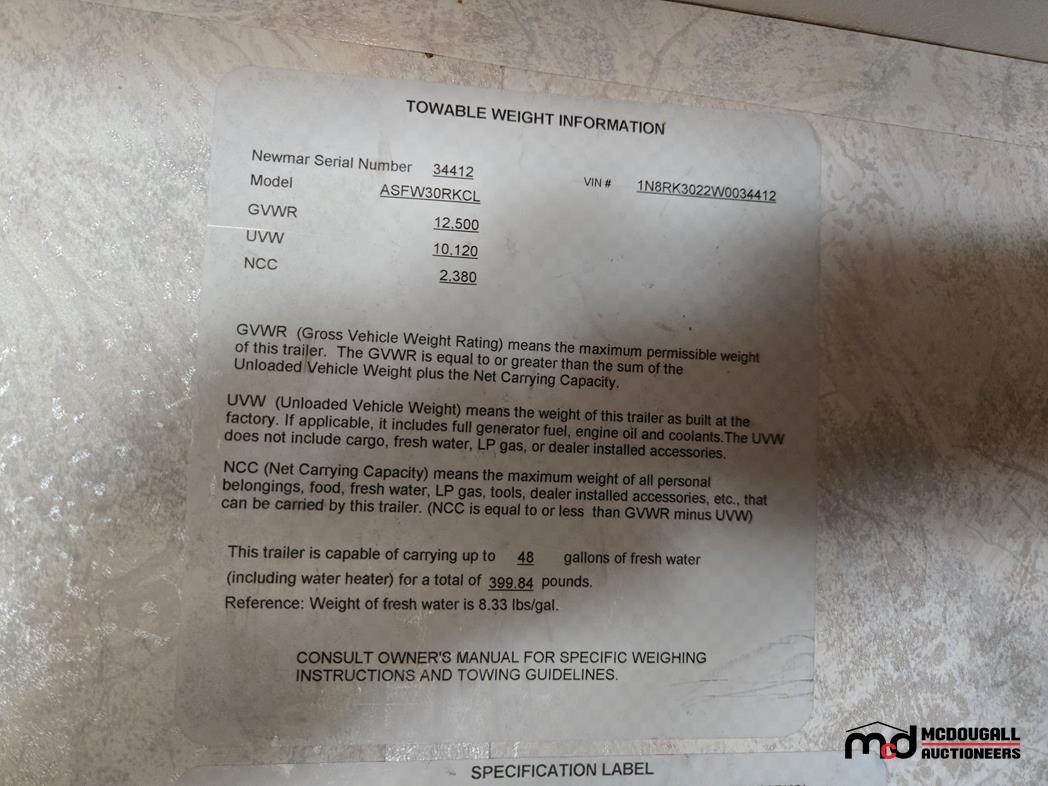 TOWABLE WEIGHT INFORMATION
Newmar Serial Number 34412 VIN # 1N8RK3022W0034412
Model ASFW30RKCL
GVWR 12,500
UVW 10,120
NCC 2,380
GVWR (Gross Vehicle Weight Rating) means the maximum permissible weight
of this trailer. The GVWR is equal to or greater than the sum of the
Unloaded Vehicle Weight plus the Net Carrying Capacity.
UVW (Unloaded Vehicle Weight) means the weight of this trailer as built at the
factory. If applicable, it includes full generator fuel, engine oil and coolants.The UVW
does not include cargo, fresh water, LP gas, or dealer installed accessories.
NCC (Net Carrying Capacity) means the maximum weight of all personal
belongings, food, fresh water, LP gas, tools, dealer installed accessories, etc., that
can be carried by this trailer. (NCC is equal to or less than GVWR minus UVW)
This trailer is capable of carrying up to 48 gallons of fresh water
(including water heater) for a total of 399.84 pounds.
Reference: Weight of fresh water is 8.33 lbs/gal.
CONSULT OWNER'S MANUAL FOR SPECIFIC WEIGHING
INSTRUCTIONS AND TOWING GUIDELINES.
SPECIFICATION LABEL
mcd MCDOUGALL
AUCTIONEERS